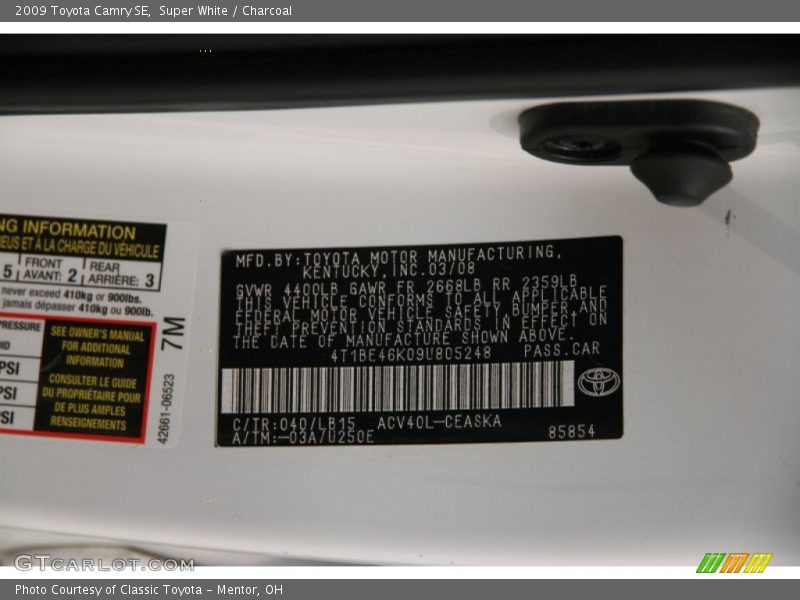 2009 Toyota Camry SE, Super White / Charcoal
NG INFORMATION
EUS ET À LA CHARGE DU VÉHICULE
5 FRONT AVANT: 2 REAR ARRIÈRE: 3
never exceed 410kg or 900lbs.
jamais dépasser 410kg ou 900lb.
PRESSURE
PSI
PSI
SEE OWNER'S MANUAL
FOR ADDITIONAL
INFORMATION
CONSULTER LE GUIDE
DU PROPRIÉTAIRE POUR
DE PLUS AMPLES
RENSEIGNEMENTS
42661-06523 7M
MFD.BY:TOYOTA MOTOR MANUFACTURING,
KENTUCKY,INC.03/08
GVWR 4400LB GAWR FR 2668LB RR 2359LB
THIS VEHICLE CONFORMS TO ALL APPLICABLE
FEDERAL MOTOR VEHICLE SAFETY,BUMPER,AND
THEFT PREVENTION STANDARDS IN EFFECT ON
THE DATE OF MANUFACTURE SHOWN ABOVE.
4T1BE46K09U805248 PASS.CAR
C/TR:040/LB15 ACV40L-CEASKA
A/TM:-03A/U250E 85854
GTCARLOT.COM
Photo Courtesy of Classic Toyota - Mentor, OH